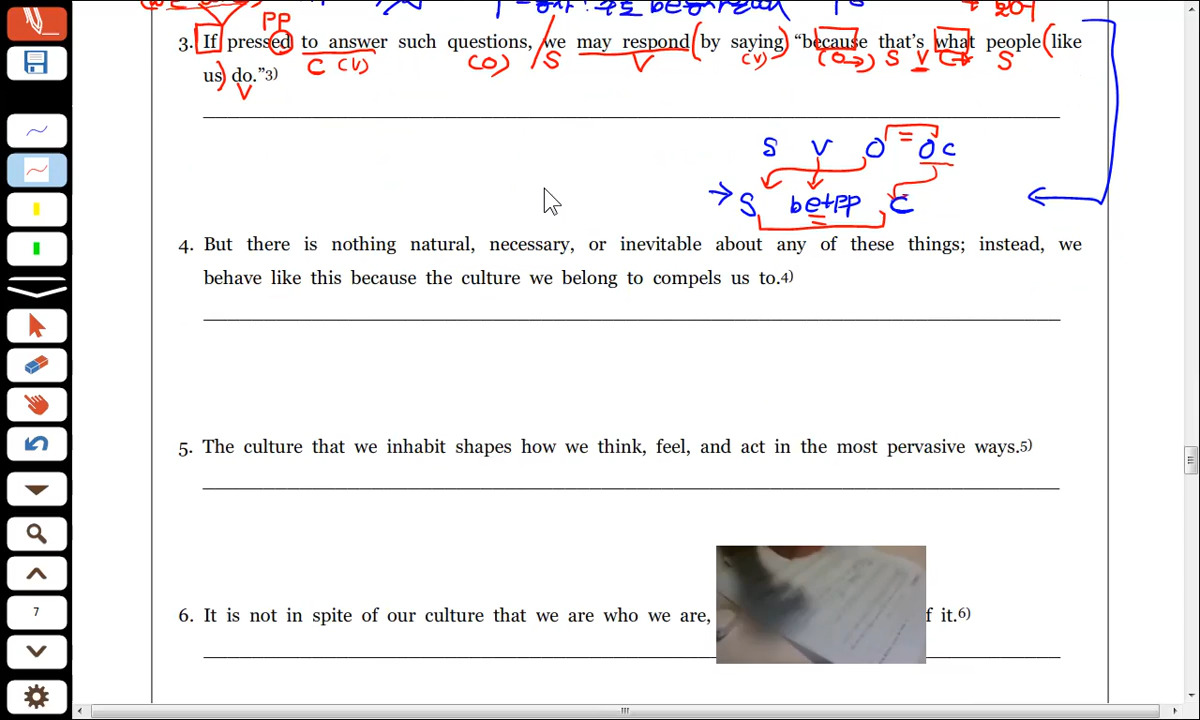 PP
3. If pressed to answer such questions, we may respond by saying “because that's what people (like
C (V) (O) S V (V) (O→) S V C→ S
us) do.”3)
V
S V O = O C
→ S be+PP C
4. But there is nothing natural, necessary, or inevitable about any of these things; instead, we
behave like this because the culture we belong to compels us to.4)
5. The culture that we inhabit shapes how we think, feel, and act in the most pervasive ways.5)
6. It is not in spite of our culture that we are who we are,
f it.6)
7